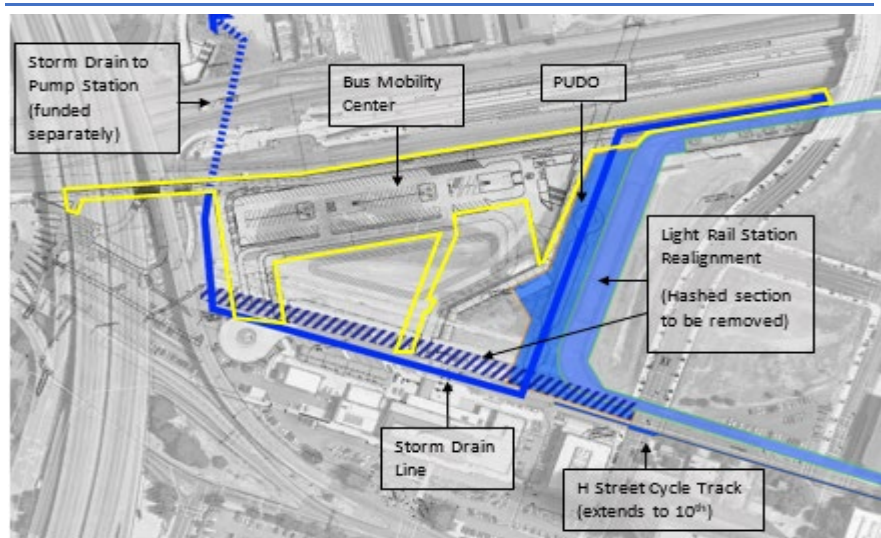 Storm Drain to
Pump Station
(funded
separately)
Bus Mobility
Center
PUDO
Light Rail Station
Realignment
(Hashed section
to be removed)
Storm Drain
Line
H Street Cycle Track
(extends to 10th)